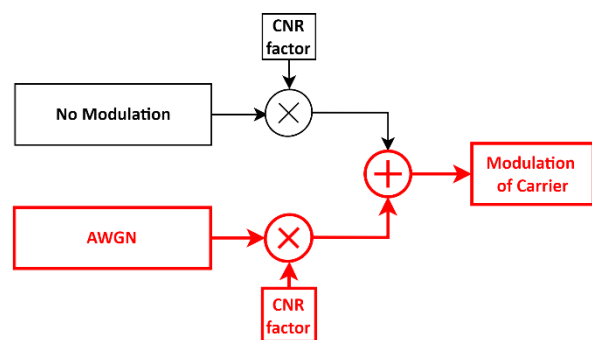 CNR
factor
No Modulation
Modulation
of Carrier
AWGN
CNR
factor